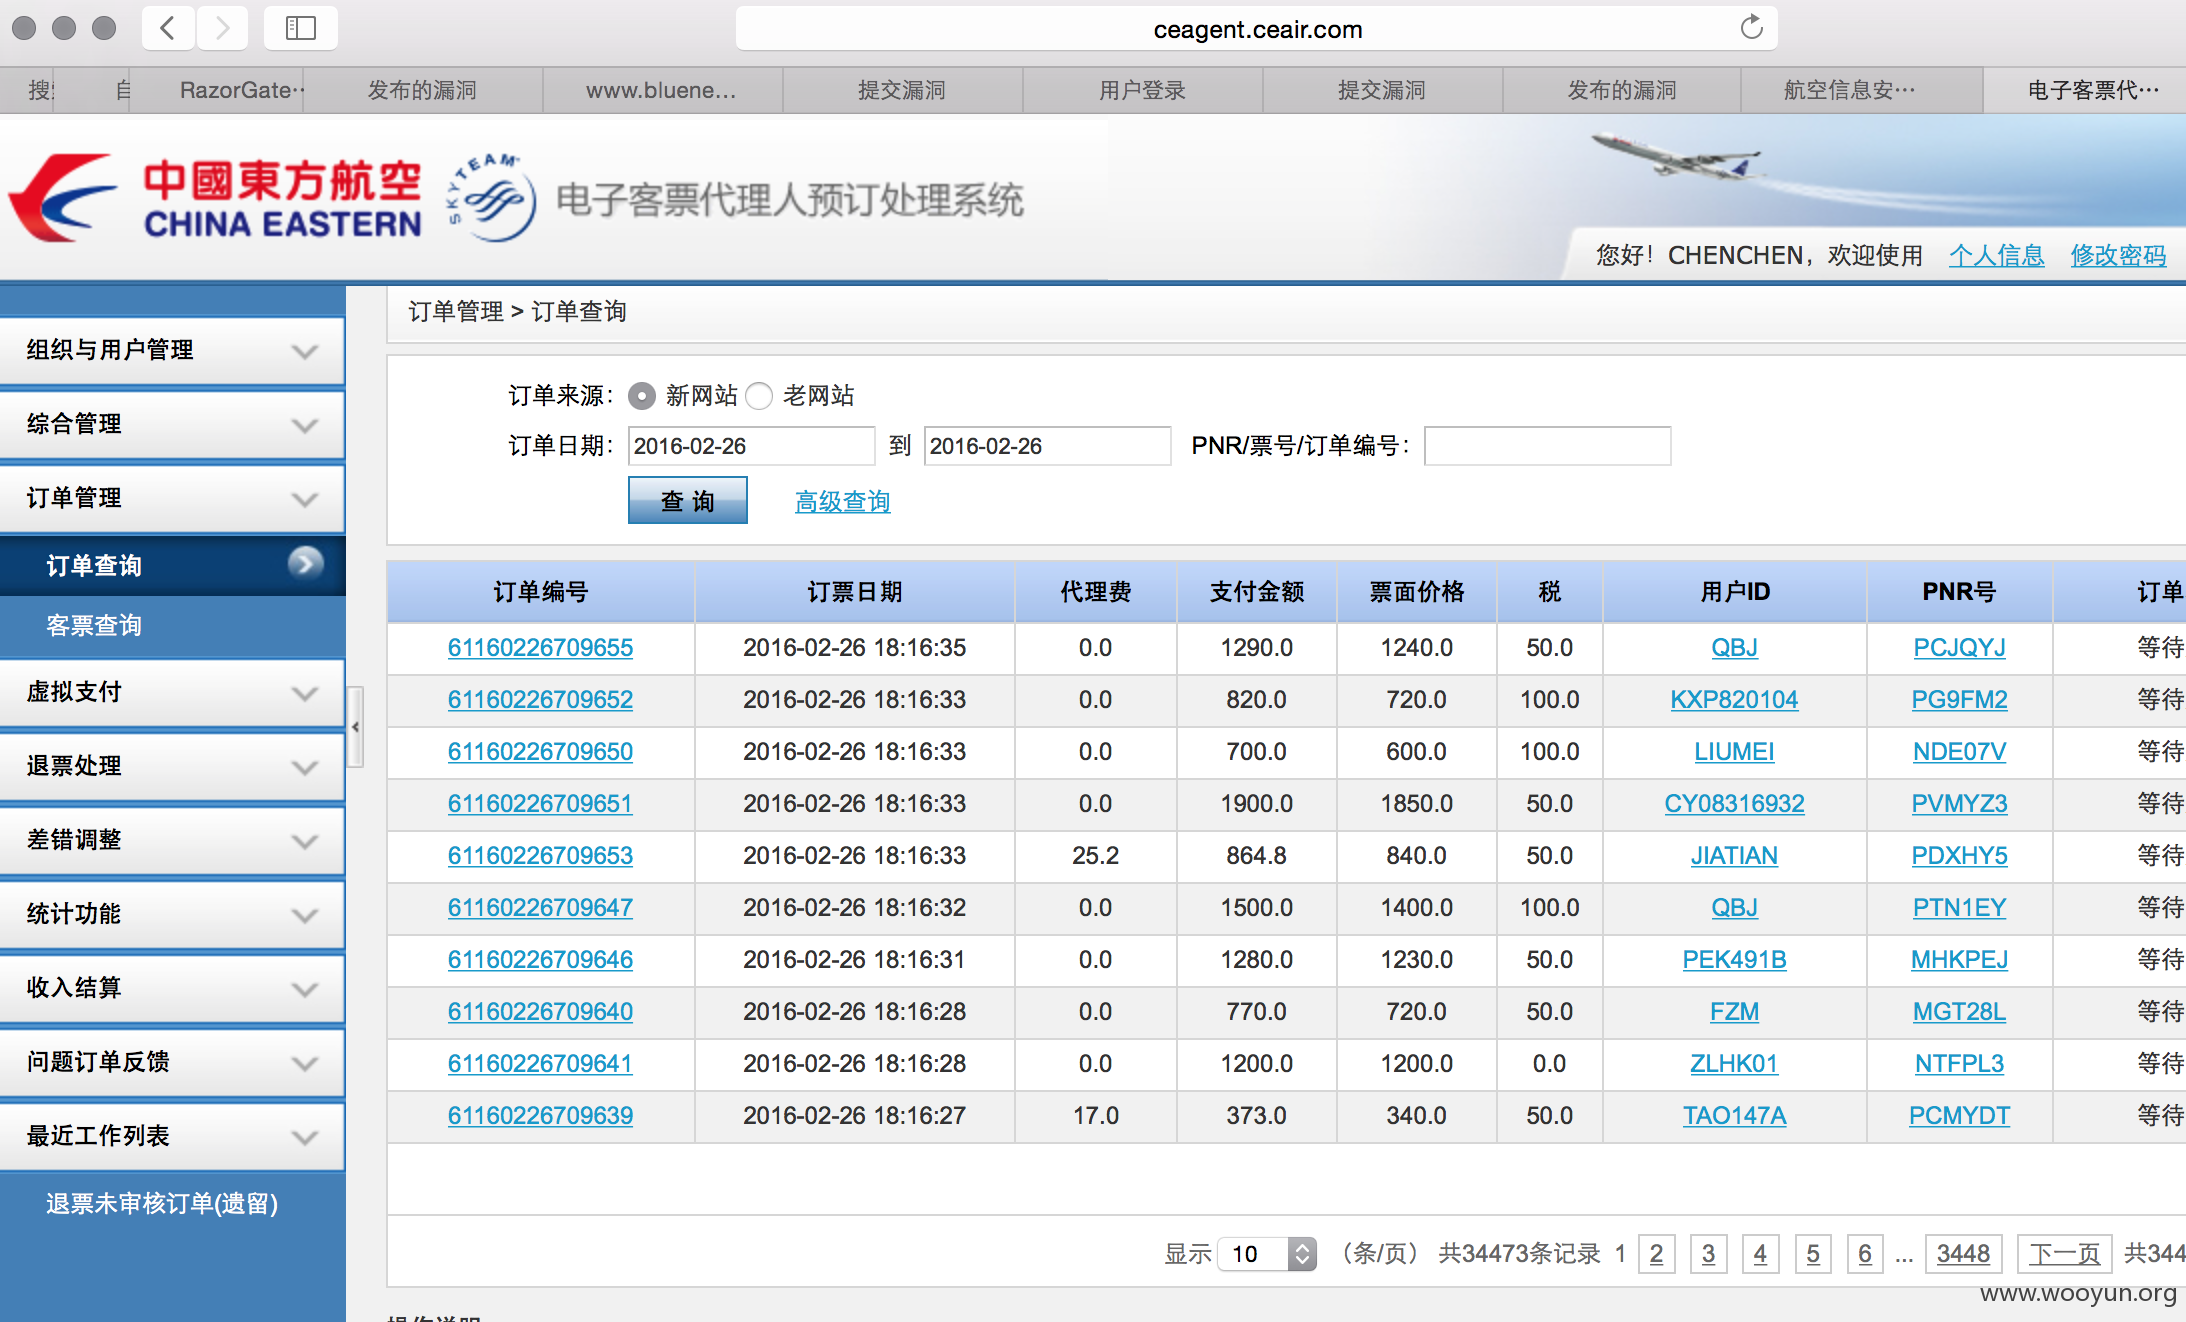 ceagent.ceair.com
RazorGate… 发布的漏洞 www.bluene… 提交漏洞 用户登录 提交漏洞 发布的漏洞 航空信息安… 电子客票代…
中國東方航空
CHINA EASTERN
SKYTEAM
电子客票代理人预订处理系统
您好！CHENCHEN，欢迎使用 个人信息 修改密码
组织与用户管理
综合管理
订单管理
订单查询
客票查询
虚拟支付
退票处理
差错调整
统计功能
收入结算
问题订单反馈
最近工作列表
退票未审核订单(遗留)
订单管理 > 订单查询
订单来源： 新网站 老网站
订单日期： 2016-02-26 到 2016-02-26 PNR/票号/订单编号：
查 询 高级查询
订单编号 订票日期 代理费 支付金额 票面价格 税 用户ID PNR号 订单
61160226709655 2016-02-26 18:16:35 0.0 1290.0 1240.0 50.0 QBJ PCJQYJ 等待
61160226709652 2016-02-26 18:16:33 0.0 820.0 720.0 100.0 KXP820104 PG9FM2 等待
61160226709650 2016-02-26 18:16:33 0.0 700.0 600.0 100.0 LIUMEI NDE07V 等待
61160226709651 2016-02-26 18:16:33 0.0 1900.0 1850.0 50.0 CY08316932 PVMYZ3 等待
61160226709653 2016-02-26 18:16:33 25.2 864.8 840.0 50.0 JIATIAN PDXHY5 等待
61160226709647 2016-02-26 18:16:32 0.0 1500.0 1400.0 100.0 QBJ PTN1EY 等待
61160226709646 2016-02-26 18:16:31 0.0 1280.0 1230.0 50.0 PEK491B MHKPEJ 等待
61160226709640 2016-02-26 18:16:28 0.0 770.0 720.0 50.0 FZM MGT28L 等待
61160226709641 2016-02-26 18:16:28 0.0 1200.0 1200.0 0.0 ZLHK01 NTFPL3 等待
61160226709639 2016-02-26 18:16:27 17.0 373.0 340.0 50.0 TAO147A PCMYDT 等待
显示 10 （条/页） 共34473条记录 1 2 3 4 5 6 ... 3448 下一页 共344
www.wooyun.org